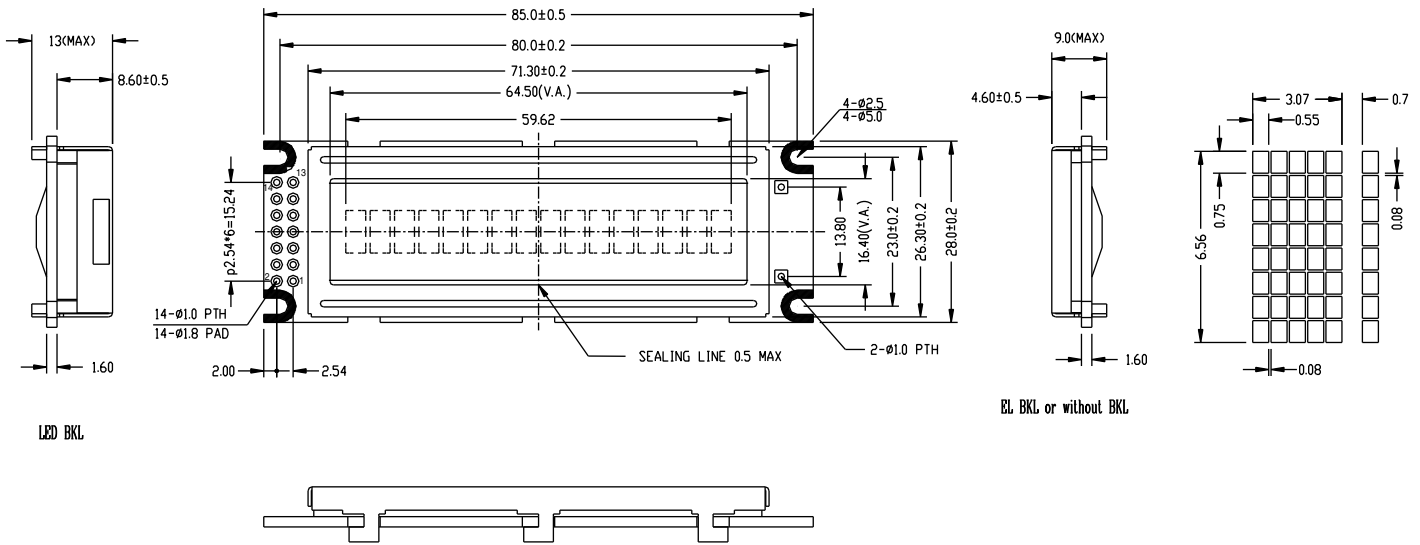 85.0±0.5
13(MAX)
80.0±0.2
9.0(MAX)
8.60±0.5
71.30±0.2
64.50(V.A.)
4.60±0.5
3.07
0.7
4-ø2.5
4-ø5.0
59.62
0.55
13
14
p2.54*6=15.24
13.80
16.40(V.A.)
23.0±0.2
26.30±0.2
28.0±0.2
6.56
0.75
0.08
2
1
14-ø1.0 PTH
14-ø1.8 PAD
SEALING LINE 0.5 MAX
2-ø1.0 PTH
1.60
2.00
2.54
1.60
0.08
EL BKL or without BKL
LED BKL